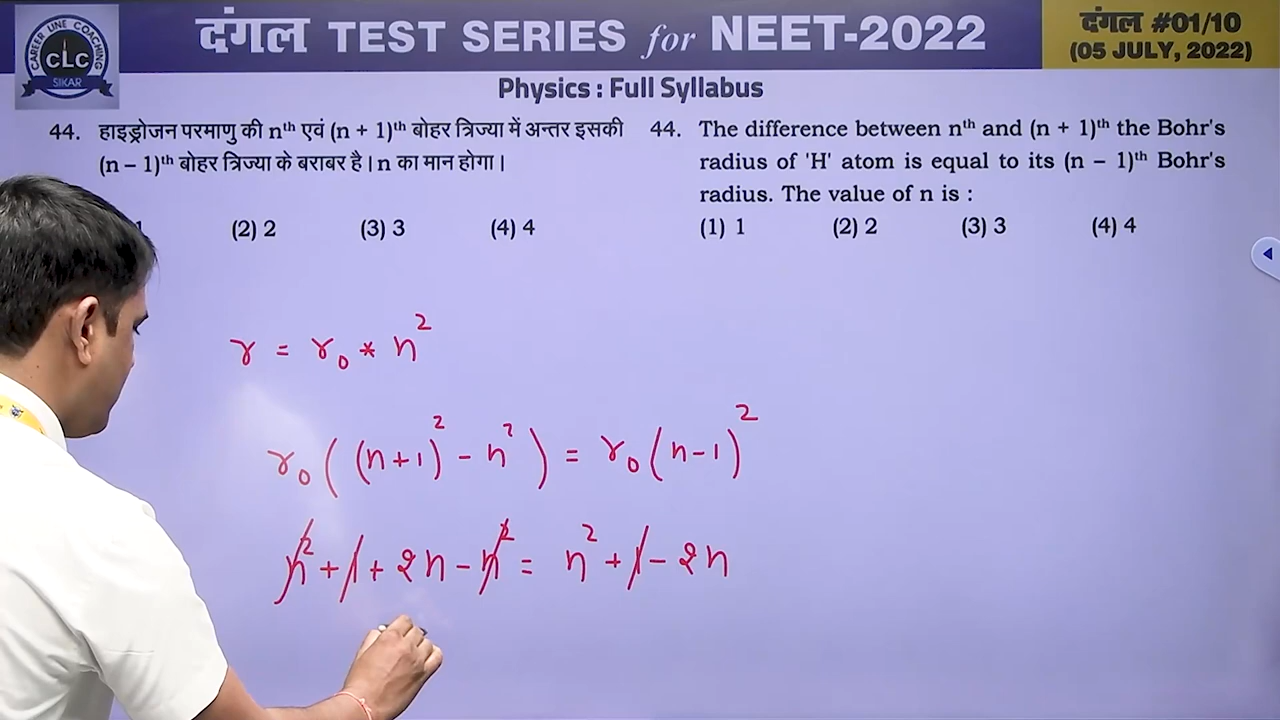 दंगल TEST SERIES for NEET-2022
दंगल #01/10
(05 JULY, 2022)
CAREER LINE COACHING
CLC
SIKAR
Physics : Full Syllabus
44. हाइड्रोजन परमाणु की nᵗʰ एवं (n + 1)ᵗʰ बोहर त्रिज्या में अन्तर इसकी
(n – 1)ᵗʰ बोहर त्रिज्या के बराबर है। n का मान होगा।
1 (2) 2 (3) 3 (4) 4
44. The difference between nᵗʰ and (n + 1)ᵗʰ the Bohr's
radius of 'H' atom is equal to its (n – 1)ᵗʰ Bohr's
radius. The value of n is :
(1) 1 (2) 2 (3) 3 (4) 4
r = r₀ * n²
r₀ ( (n+1)² - n² ) = r₀ (n-1)²
n² + 1 + 2n - n² = n² + 1 - 2n